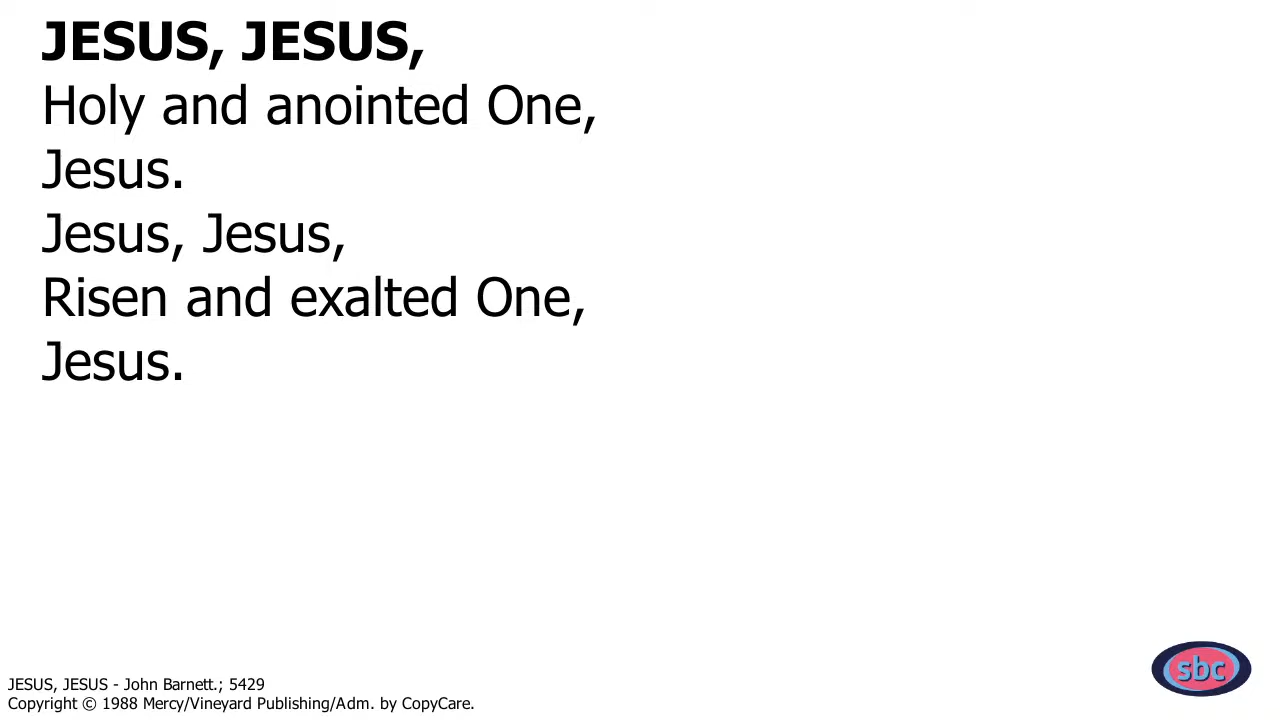 JESUS, JESUS,
Holy and anointed One,
Jesus.
Jesus, Jesus,
Risen and exalted One,
Jesus.
JESUS, JESUS - John Barnett.; 5429
Copyright © 1988 Mercy/Vineyard Publishing/Adm. by CopyCare.
sbc